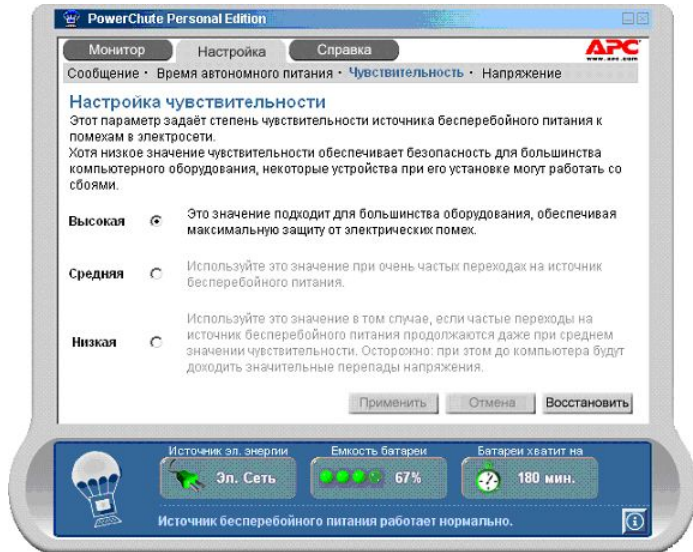 PowerChute Personal Edition
Монитор
Настройка
Справка
APC
www.apc.com
Сообщение · Время автономного питания · Чувствительность · Напряжение
Настройка чувствительности
Этот параметр задаёт степень чувствительности источника бесперебойного питания к
помехам в электросети.
Хотя низкое значение чувствительности обеспечивает безопасность для большинства
компьютерного оборудования, некоторые устройства при его установке могут работать со
сбоями.
Высокая
Это значение подходит для большинства оборудования, обеспечивая
максимальную защиту от электрических помех.
Средняя
Используйте это значение при очень частых переходах на источник
бесперебойного питания.
Низкая
Используйте это значение в том случае, если частые переходы на
источник бесперебойного питания продолжаются даже при среднем
значении чувствительности. Осторожно: при этом до компьютера будут
доходить значительные перепады напряжения.
Применить
Отмена
Восстановить
Источник эл. энергии
Емкость батареи
Батареи хватит на
Эл. Сеть
67%
180 мин.
Источник бесперебойного питания работает нормально.